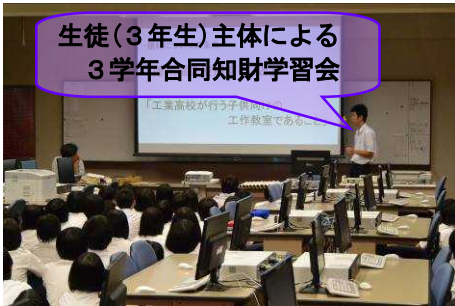 生徒(３年生)主体による
３学年合同知財学習会
「工業高校が行う子供向けの
工作教室であること」